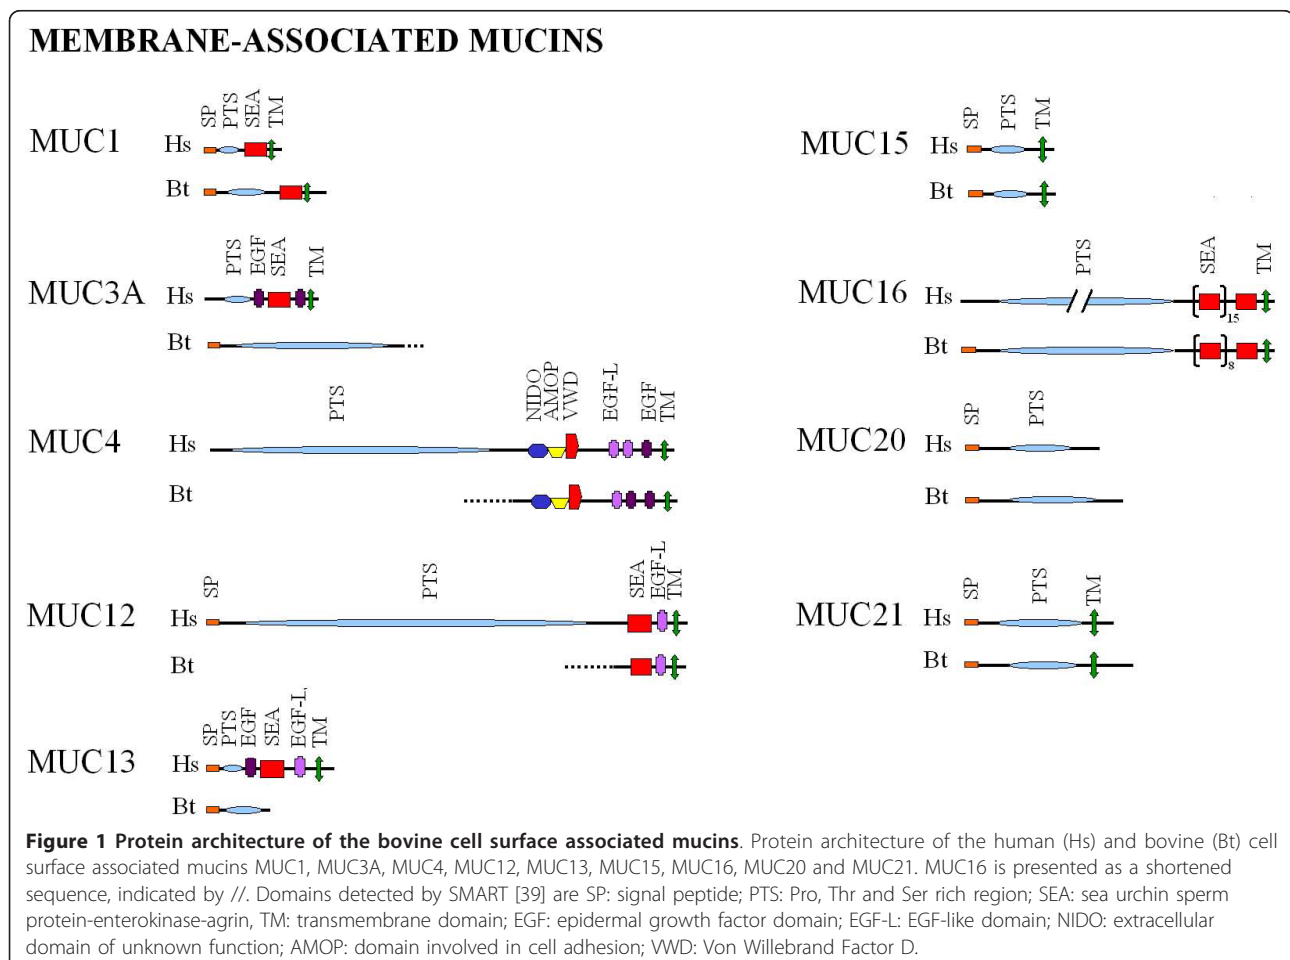 MEMBRANE-ASSOCIATED MUCINS
SP PTS SEA TM
MUC1 Hs
Bt
PTS EGF SEA TM
MUC3A Hs
Bt
PTS NIDO AMOP VWD EGF-L EGF TM
MUC4 Hs
Bt
SP PTS SEA EGF-L TM
MUC12 Hs
Bt
SP PTS EGF SEA EGF-L TM
MUC13 Hs
Bt
SP PTS TM
MUC15 Hs
Bt
PTS SEA TM
MUC16 Hs
15
Bt
8
SP PTS
MUC20 Hs
Bt
SP PTS TM
MUC21 Hs
Bt
Figure 1 Protein architecture of the bovine cell surface associated mucins. Protein architecture of the human (Hs) and bovine (Bt) cell
surface associated mucins MUC1, MUC3A, MUC4, MUC12, MUC13, MUC15, MUC16, MUC20 and MUC21. MUC16 is presented as a shortened
sequence, indicated by //. Domains detected by SMART [39] are SP: signal peptide; PTS: Pro, Thr and Ser rich region; SEA: sea urchin sperm
protein-enterokinase-agrin, TM: transmembrane domain; EGF: epidermal growth factor domain; EGF-L: EGF-like domain; NIDO: extracellular
domain of unknown function; AMOP: domain involved in cell adhesion; VWD: Von Willebrand Factor D.